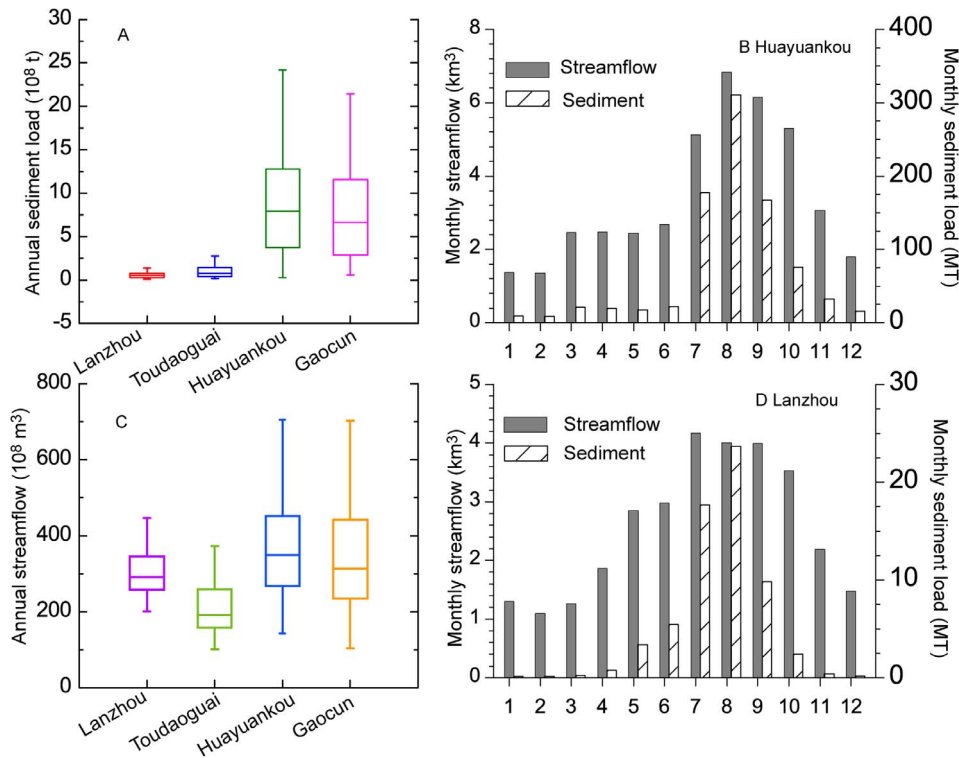 A
Annual sediment load (10⁸ t)
30
25
20
15
10
5
0
-5
Lanzhou
Toudaoguai
Huayuankou
Gaocun
B Huayuankou
Streamflow
Sediment
Monthly streamflow (km³)
8
6
4
2
0
Monthly sediment load (MT)
400
300
200
100
0
1 2 3 4 5 6 7 8 9 10 11 12
C
Annual streamflow (10⁸ m³)
800
600
400
200
0
Lanzhou
Toudaoguai
Huayuankou
Gaocun
D Lanzhou
Streamflow
Sediment
Monthly streamflow (km³)
5
4
3
2
1
0
Monthly sediment load (MT)
30
20
10
0
1 2 3 4 5 6 7 8 9 10 11 12